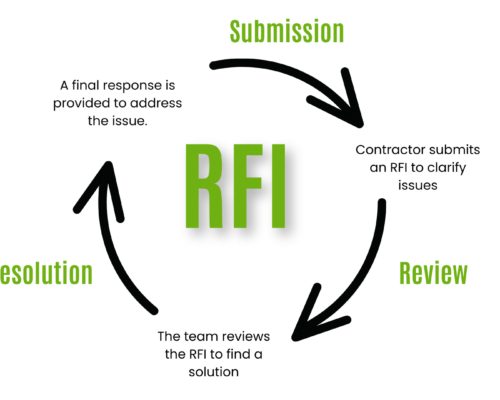 Submission
A final response is
provided to address
the issue.
RFI
Contractor submits
an RFI to clarify
issues
esolution
Review
The team reviews
the RFI to find a
solution